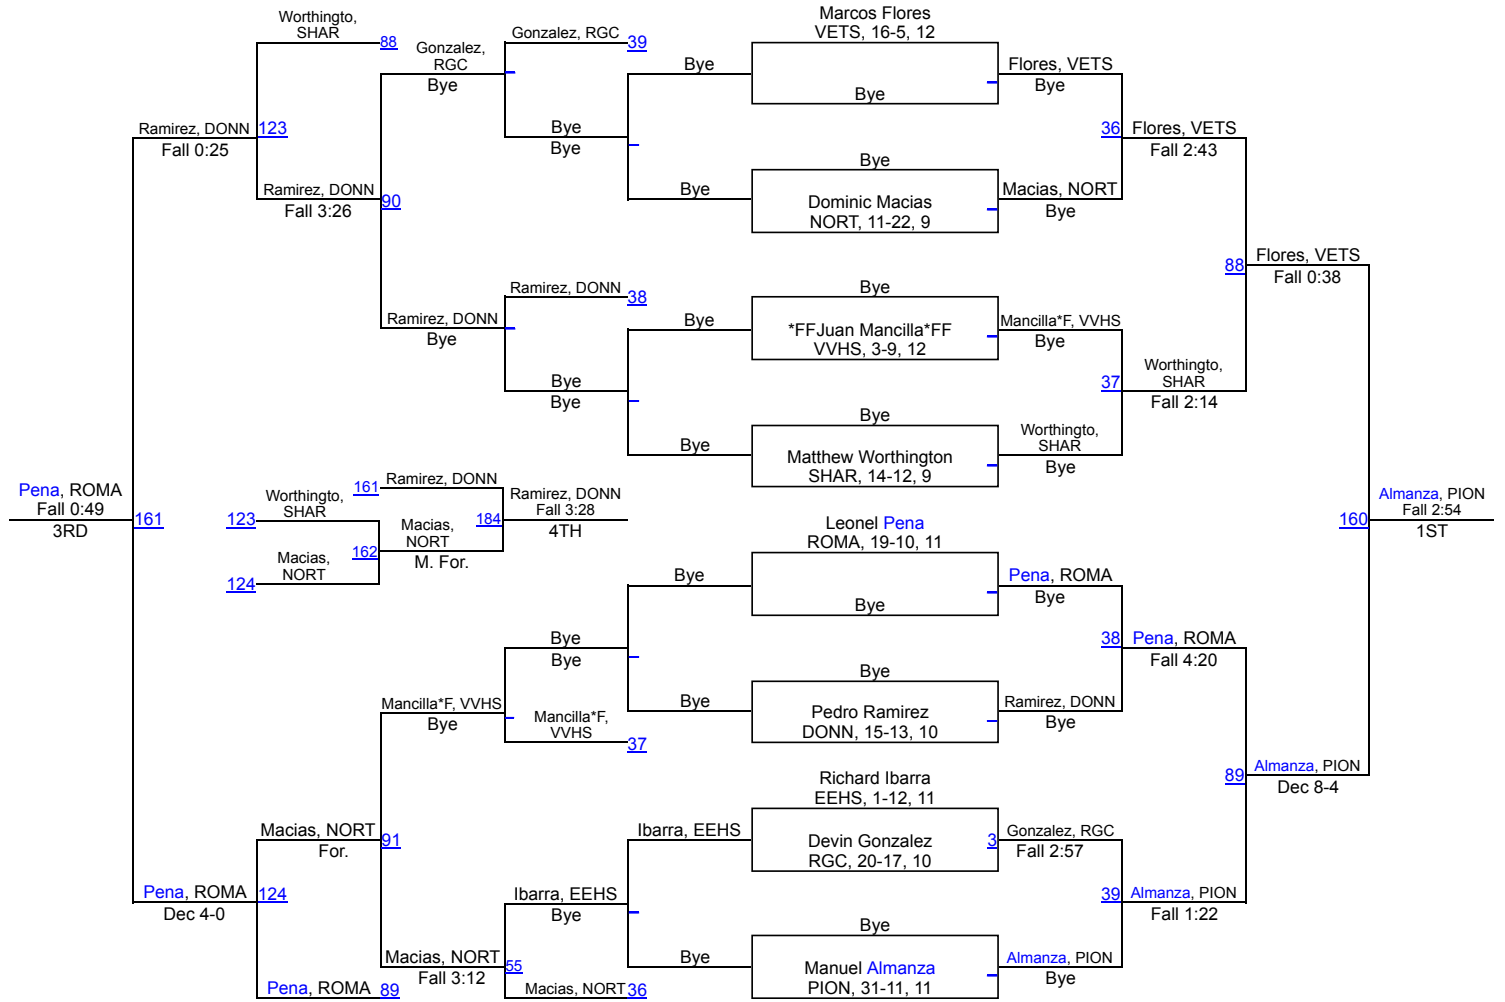 Worthingto,
SHAR
88
Gonzalez,
RGC
Bye
Gonzalez, RGC
39
Bye
Marcos Flores
VETS, 16-5, 12
Bye
Flores, VETS
Bye
Ramirez, DONN
123
Fall 0:25
Bye
Bye
36
Flores, VETS
Fall 2:43
Ramirez, DONN
90
Fall 3:26
Bye
Bye
Dominic Macias
NORT, 11-22, 9
Macias, NORT
Bye
88
Flores, VETS
Fall 0:38
Ramirez, DONN
Bye
Ramirez, DONN
38
Bye
Bye
*FFJuan Mancilla*FF
VVHS, 3-9, 12
Mancilla*F, VVHS
Bye
Bye
Bye
37
Worthingto,
SHAR
Fall 2:14
Bye
Bye
Matthew Worthington
SHAR, 14-12, 9
Worthingto,
SHAR
Bye
Pena, ROMA
Fall 0:49
3RD
161
161
Ramirez, DONN
123
Worthingto,
SHAR
124
Macias,
NORT
162
Macias,
NORT
M. For.
184
Ramirez, DONN
Fall 3:28
4TH
160
Almanza, PION
Fall 2:54
1ST
Leonel Pena
ROMA, 19-10, 11
Bye
Bye
Pena, ROMA
Bye
Bye
Bye
38
Pena, ROMA
Fall 4:20
Mancilla*F, VVHS
Bye
Mancilla*F,
VVHS
37
Bye
Bye
Pedro Ramirez
DONN, 15-13, 10
Ramirez, DONN
Bye
89
Almanza, PION
Dec 8-4
Macias, NORT
91
For.
Ibarra, EEHS
Richard Ibarra
EEHS, 1-12, 11
Devin Gonzalez
RGC, 20-17, 10
3
Gonzalez, RGC
Fall 2:57
Pena, ROMA
124
Dec 4-0
Ibarra, EEHS
Bye
39
Almanza, PION
Fall 1:22
Macias, NORT
55
Fall 3:12
Bye
Bye
Manuel Almanza
PION, 31-11, 11
Almanza, PION
Bye
Pena, ROMA
89
Macias, NORT
36